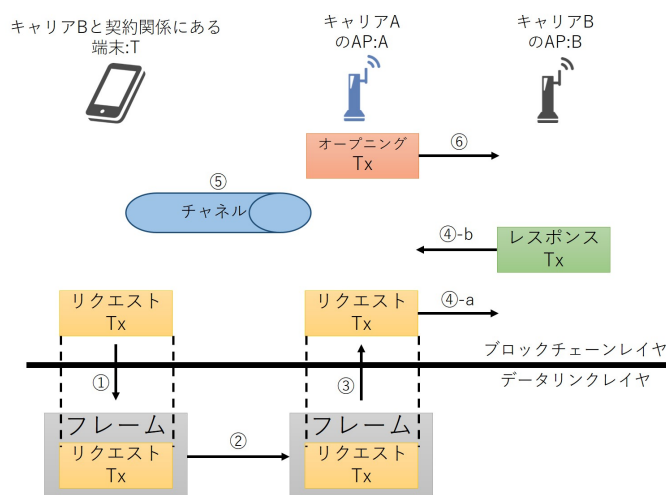 キャリアBと契約関係にある
端末:T
キャリアA
のAP:A
キャリアB
のAP:B
オープニング
Tx
⑥
⑤
チャネル
④-b
レスポンス
Tx
リクエスト
Tx
リクエスト
Tx
④-a
ブロックチェーンレイヤ
①
③
データリンクレイヤ
フレーム
リクエスト
Tx
②
フレーム
リクエスト
Tx